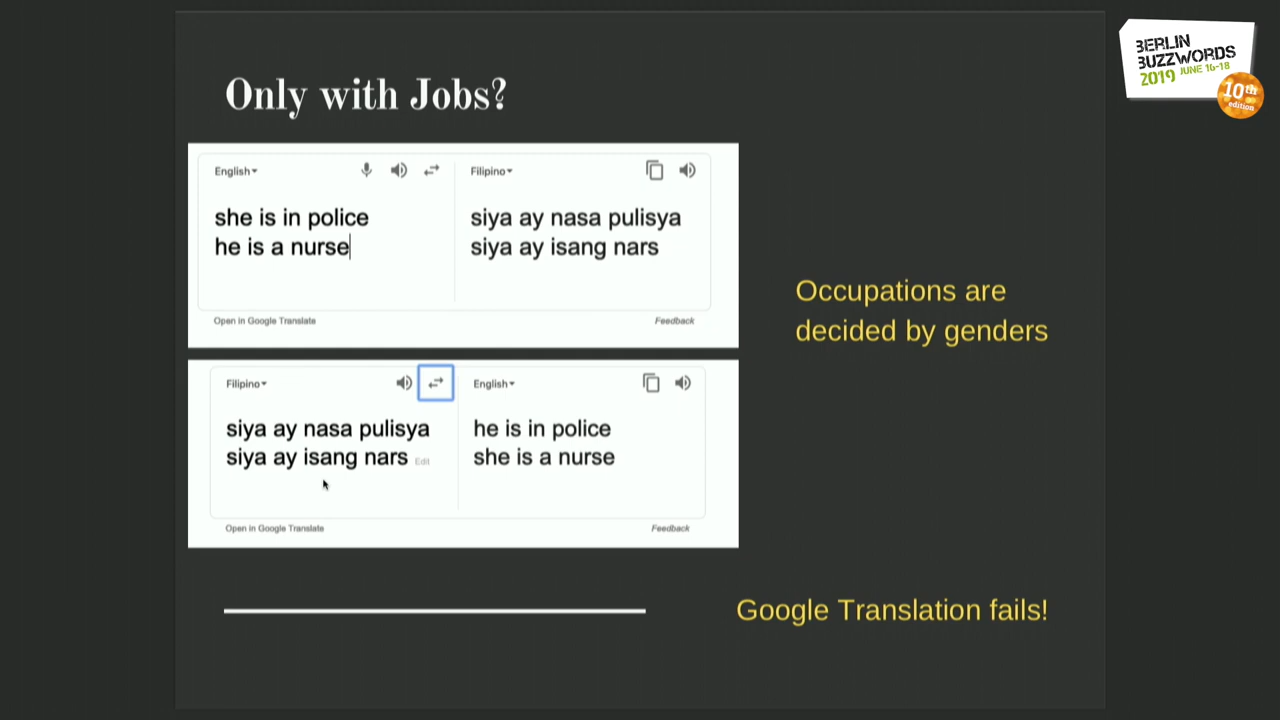 BERLIN
BUZZWORDS
2019 JUNE 16-18
10th
edition
Only with Jobs?
English
Filipino
she is in police
he is a nurse
siya ay nasa pulisya
siya ay isang nars
Open in Google Translate
Feedback
Occupations are
decided by genders
Filipino
English
siya ay nasa pulisya
siya ay isang nars Edit
he is in police
she is a nurse
Open in Google Translate
Feedback
Google Translation fails!